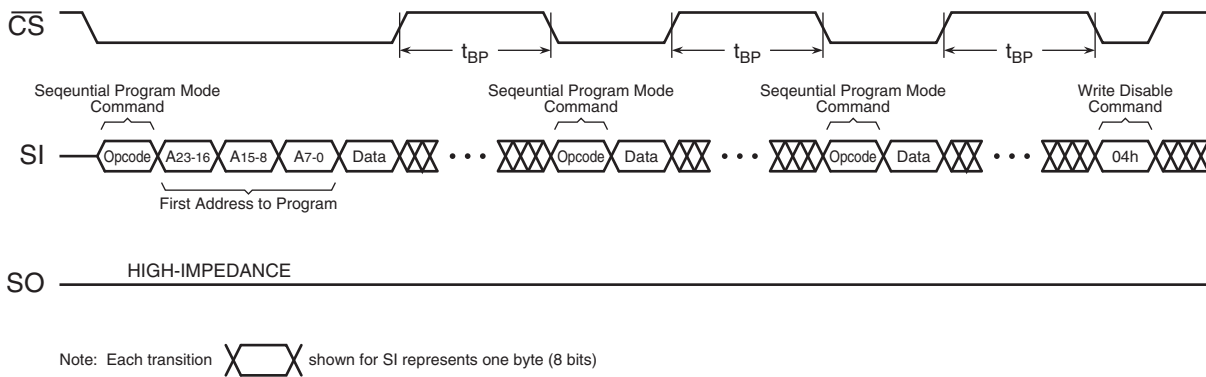 CS
tBP tBP tBP
Seqeuntial Program Mode
Command
Seqeuntial Program Mode
Command
Seqeuntial Program Mode
Command
Write Disable
Command
SI Opcode A23-16 A15-8 A7-0 Data • • • Opcode Data • • • Opcode Data • • • 04h
First Address to Program
HIGH-IMPEDANCE
SO
Note: Each transition shown for SI represents one byte (8 bits)